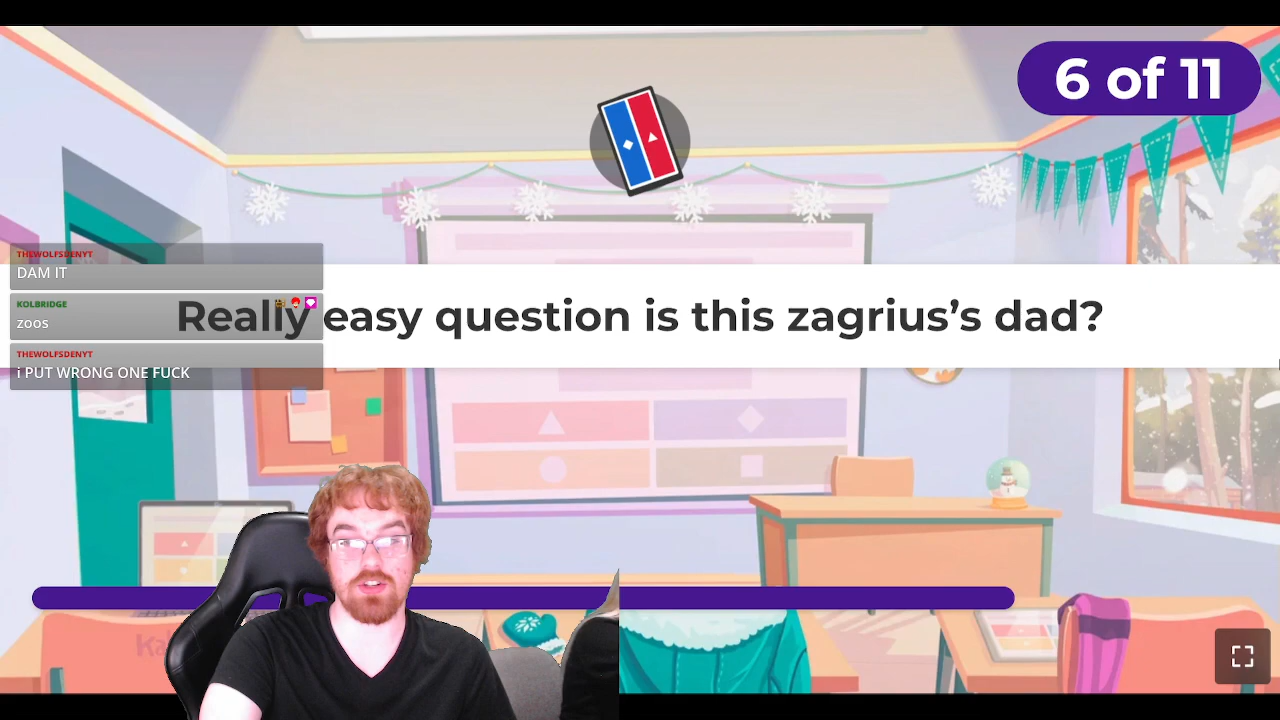 6 of 11
THEWOLFSDENYT
DAM IT
KOLBRIDGE
zoos
THEWOLFSDENYT
i PUT WRONG ONE FUCK
Really easy question is this zagrius’s dad?